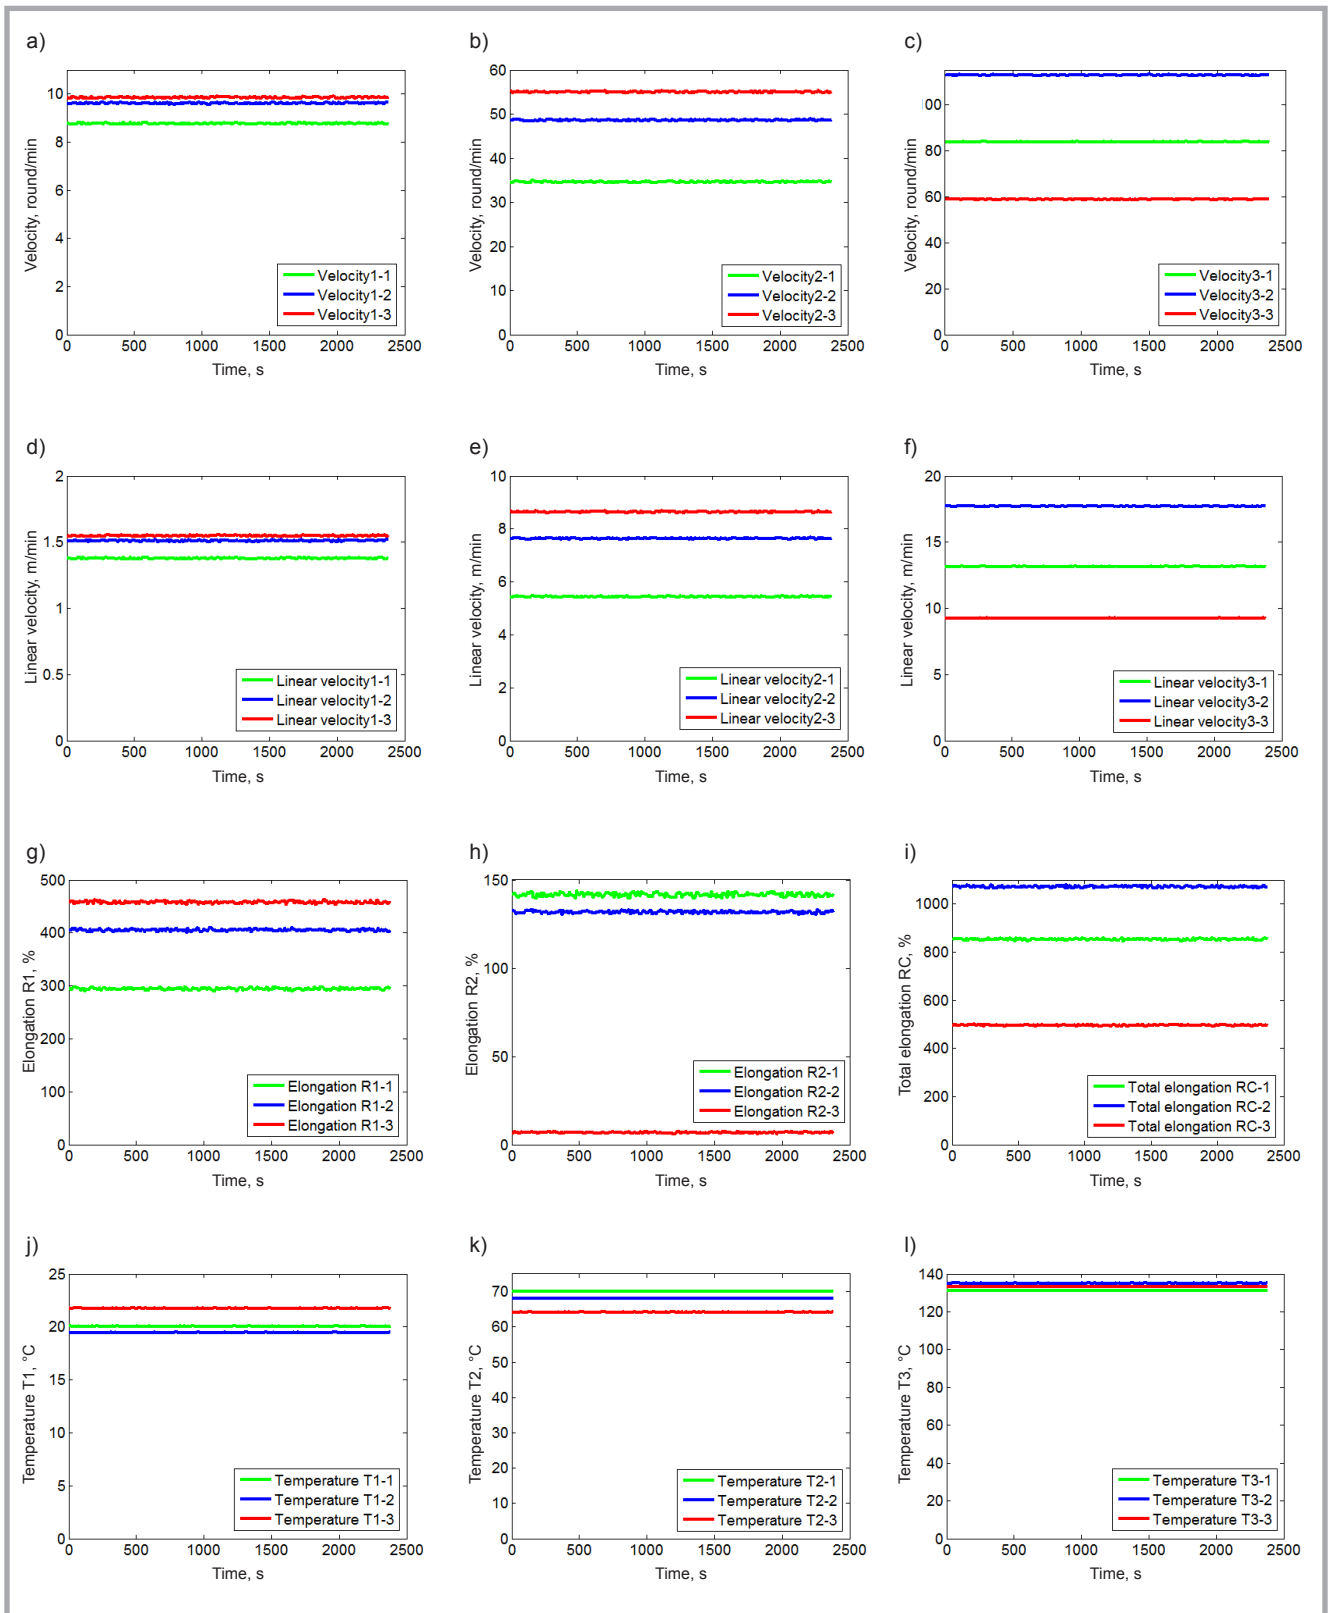 a)
10
8
6
4
2
0
0 500 1000 1500 2000 2500
Velocity, round/min
Time, s
Velocity1-1
Velocity1-2
Velocity1-3
b)
60
50
40
30
20
10
0
0 500 1000 1500 2000 2500
Velocity, round/min
Time, s
Velocity2-1
Velocity2-2
Velocity2-3
c)
100
80
60
40
20
0
0 500 1000 1500 2000 2500
Velocity, round/min
Time, s
Velocity3-1
Velocity3-2
Velocity3-3
d)
2
1.5
1
0.5
0
0 500 1000 1500 2000 2500
Linear velocity, m/min
Time, s
Linear velocity1-1
Linear velocity1-2
Linear velocity1-3
e)
10
8
6
4
2
0
0 500 1000 1500 2000 2500
Linear velocity, m/min
Time, s
Linear velocity2-1
Linear velocity2-2
Linear velocity2-3
f)
20
15
10
5
0
0 500 1000 1500 2000 2500
Linear velocity, m/min
Time, s
Linear velocity3-1
Linear velocity3-2
Linear velocity3-3
g)
500
400
300
200
100
0
0 500 1000 1500 2000 2500
Elongation R1, %
Time, s
Elongation R1-1
Elongation R1-2
Elongation R1-3
h)
150
100
50
0
0 500 1000 1500 2000 2500
Elongation R2, %
Time, s
Elongation R2-1
Elongation R2-2
Elongation R2-3
i)
1000
800
600
400
200
0
0 500 1000 1500 2000 2500
Total elongation RC, %
Time, s
Total elongation RC-1
Total elongation RC-2
Total elongation RC-3
j)
25
20
15
10
5
0
0 500 1000 1500 2000 2500
Temperature T1, °C
Time, s
Temperature T1-1
Temperature T1-2
Temperature T1-3
k)
70
60
50
40
30
20
10
0
0 500 1000 1500 2000 2500
Temperature T2, °C
Time, s
Temperature T2-1
Temperature T2-2
Temperature T2-3
l)
140
120
100
80
60
40
20
0
0 500 1000 1500 2000 2500
Temperature T3, °C
Time, s
Temperature T3-1
Temperature T3-2
Temperature T3-3